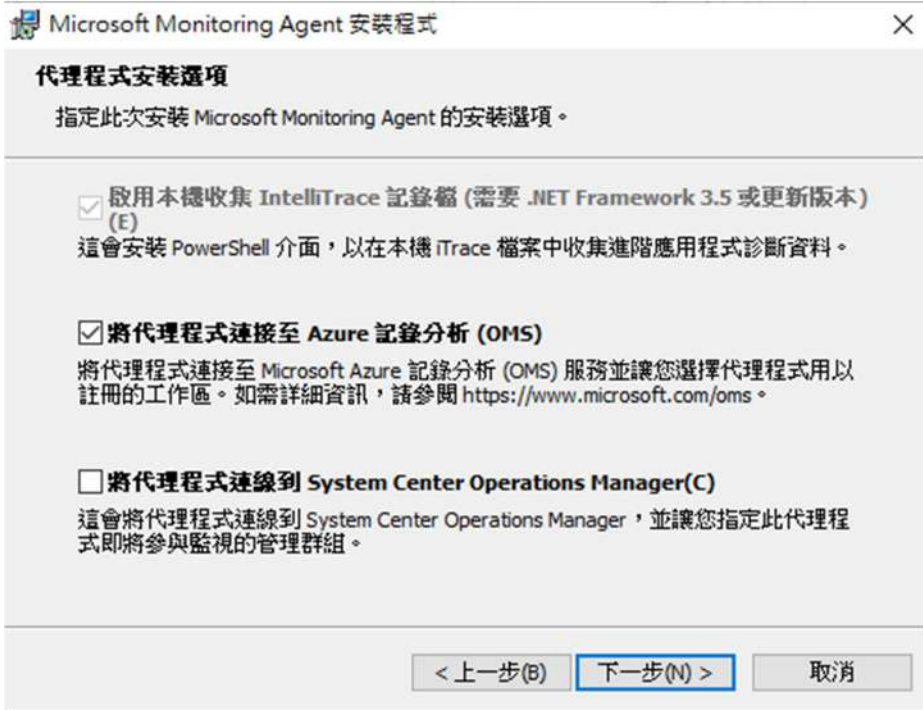 Microsoft Monitoring Agent 安裝程式
代理程式安裝選項
指定此次安裝 Microsoft Monitoring Agent 的安裝選項。
啟用本機收集 IntelliTrace 記錄檔 (需要 .NET Framework 3.5 或更新版本)
(E)
這會安裝 PowerShell 介面，以在本機 iTrace 檔案中收集進階應用程式診斷資料。
將代理程式連接至 Azure 記錄分析 (OMS)
將代理程式連接至 Microsoft Azure 記錄分析 (OMS) 服務並讓您選擇代理程式用以
註冊的工作區。如需詳細資訊，請參閱 https://www.microsoft.com/oms。
將代理程式連線到 System Center Operations Manager(C)
這會將代理程式連線到 System Center Operations Manager，並讓您指定此代理程
式即將參與監視的管理群組。
< 上一步(B) 下一步(N) > 取消